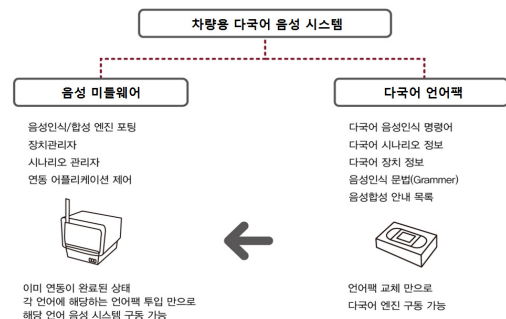 차량용 다국어 음성 시스템
음성 미들웨어
다국어 언어팩
음성인식/합성 엔진 포팅
장치관리자
시나리오 관리자
연동 어플리케이션 제어
다국어 음성인식 명령어
다국어 시나리오 정보
다국어 장치 정보
음성인식 문법(Grammer)
음성합성 안내 목록
이미 연동이 완료된 상태
각 언어에 해당하는 언어팩 투입 만으로
해당 언어 음성 시스템 구동 가능
언어팩 교체 만으로
다국어 엔진 구동 가능